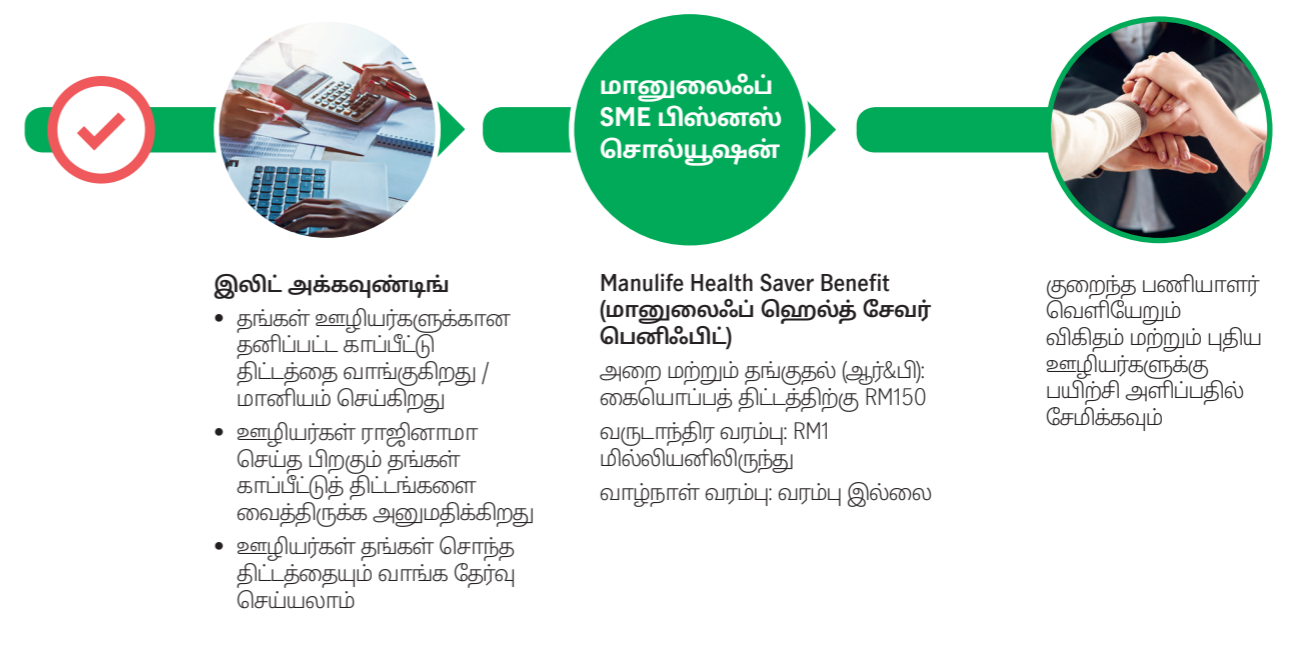 மானுலைஃப்
SME பிஸ்னஸ்
சொல்யூஷன்
இலிட் அக்கவுண்டிங்
• தங்கள் ஊழியர்களுக்கான
தனிப்பட்ட காப்பீட்டு
திட்டத்தை வாங்குகிறது /
மானியம் செய்கிறது
• ஊழியர்கள் ராஜினாமா
செய்த பிறகும் தங்கள்
காப்பீட்டுத் திட்டங்களை
வைத்திருக்க அனுமதிக்கிறது
• ஊழியர்கள் தங்கள் சொந்த
திட்டத்தையும் வாங்க தேர்வு
செய்யலாம்
Manulife Health Saver Benefit
(மானுலைஃப் ஹெல்த் சேவர்
பெனிஃபிட்)
அறை மற்றும் தங்குதல் (ஆர்&பி):
கையொப்பத் திட்டத்திற்கு RM150
வருடாந்திர வரம்பு: RM1
மில்லியனிலிருந்து
வாழ்நாள் வரம்பு: வரம்பு இல்லை
குறைந்த பணியாளர்
வெளியேறும்
விகிதம் மற்றும் புதிய
ஊழியர்களுக்கு
பயிற்சி அளிப்பதில்
சேமிக்கவும்